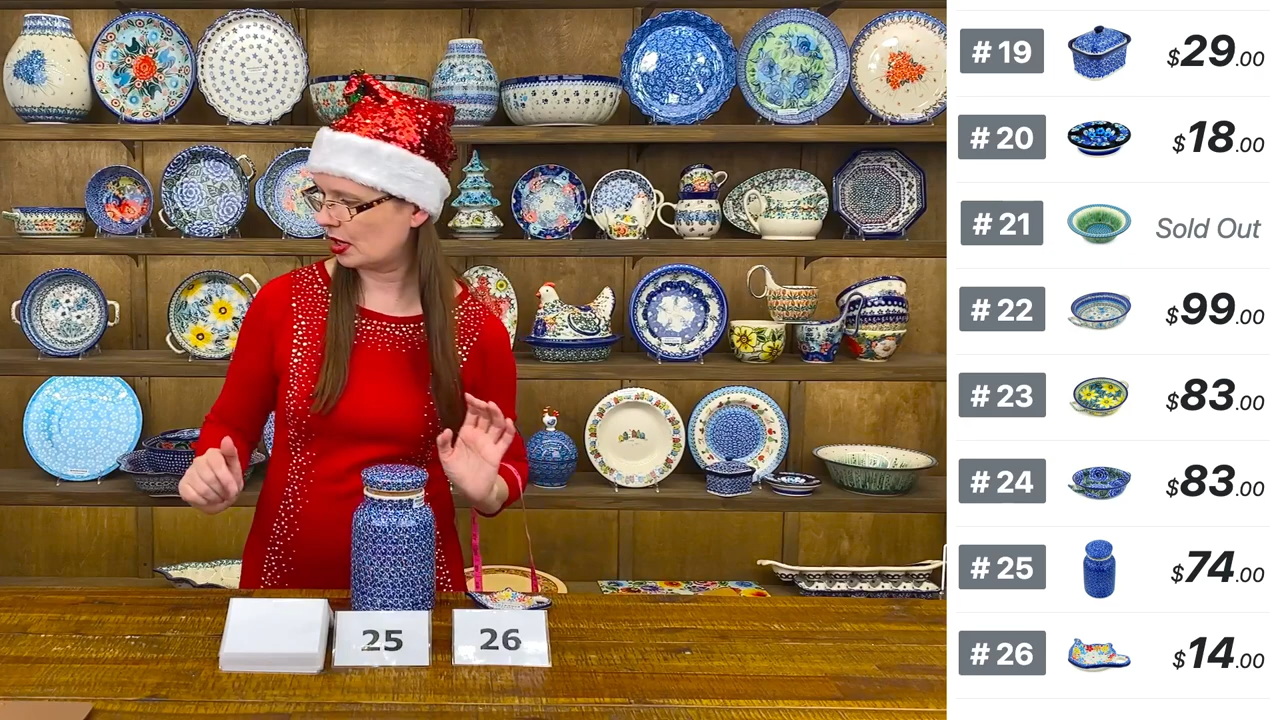 # 19 $29.00
# 20 $18.00
# 21 Sold Out
# 22 $99.00
# 23 $83.00
# 24 $83.00
# 25 $74.00
# 26 $14.00
25
26